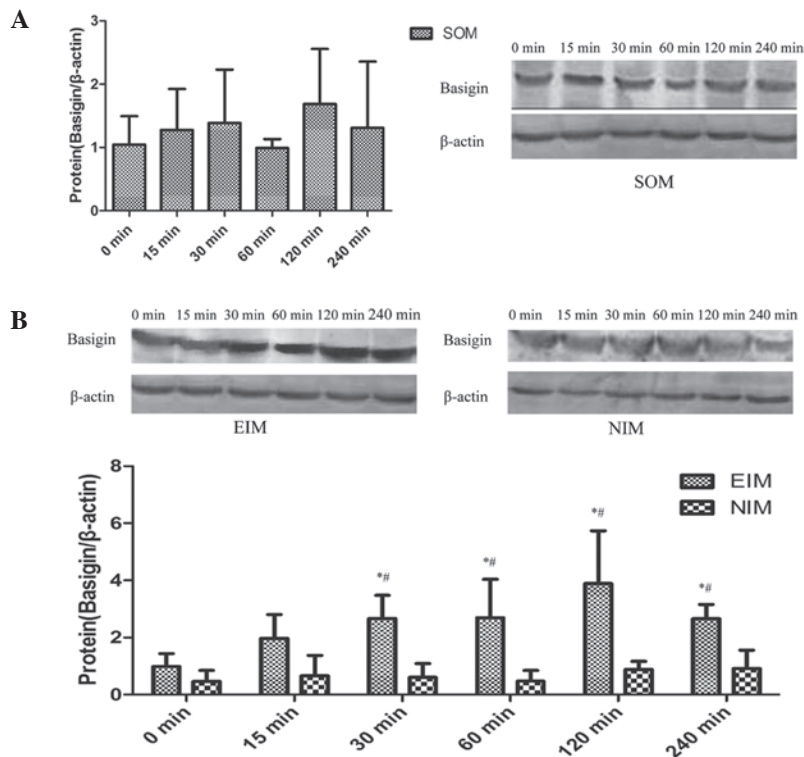 A
Protein(Basigin/β-actin)
3
2
1
0
0 min
15 min
30 min
60 min
120 min
240 min
SOM
0 min 15 min 30 min 60 min 120 min 240 min
Basigin
β-actin
SOM
B
0 min 15 min 30 min 60 min 120 min 240 min
Basigin
β-actin
EIM
0 min 15 min 30 min 60 min 120 min 240 min
Basigin
β-actin
NIM
Protein(Basigin/β-actin)
8
6
4
2
0
EIM
NIM
*#
*#
*#
*#
0 min
15 min
30 min
60 min
120 min
240 min